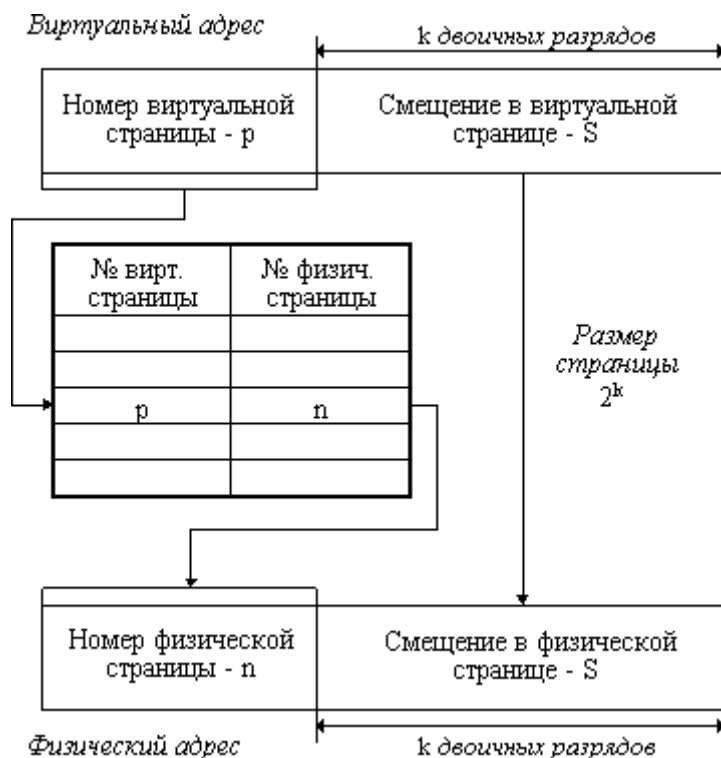 Виртуальный адрес
k двоичных разрядов
Номер виртуальной
страницы - p
Смещение в виртуальной
странице - S
№ вирт.
страницы
№ физич.
страницы
p
n
Размер
страницы
2ᵏ
Номер физической
страницы - n
Смещение в физической
странице - S
Физический адрес
k двоичных разрядов